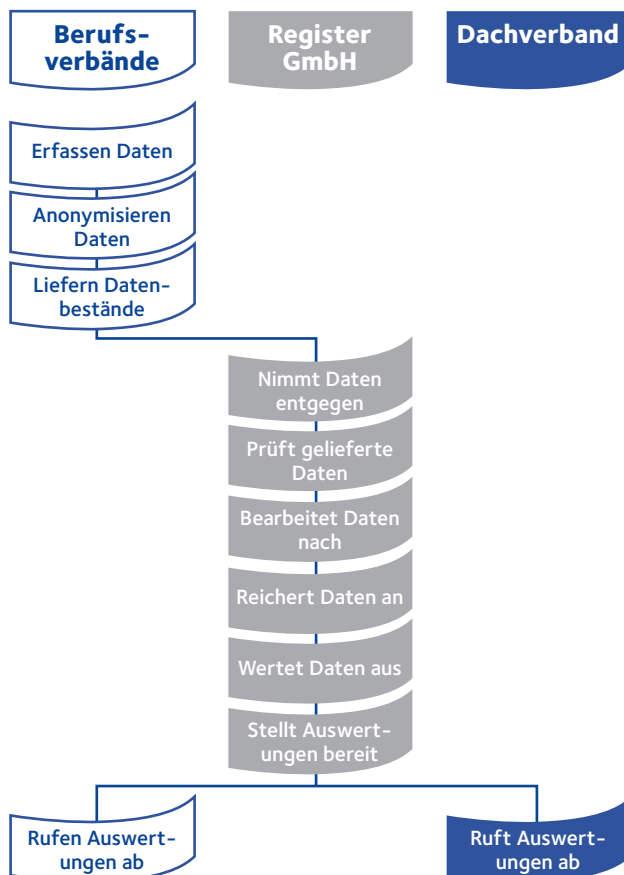 Berufs-
verbände
Register
GmbH
Dachverband
Erfassen Daten
Anonymisieren
Daten
Liefern Daten-
bestände
Nimmt Daten
entgegen
Prüft gelieferte
Daten
Bearbeitet Daten
nach
Reichert Daten an
Wertet Daten aus
Stellt Auswert-
ungen bereit
Rufen Auswert-
ungen ab
Ruft Auswert-
ungen ab